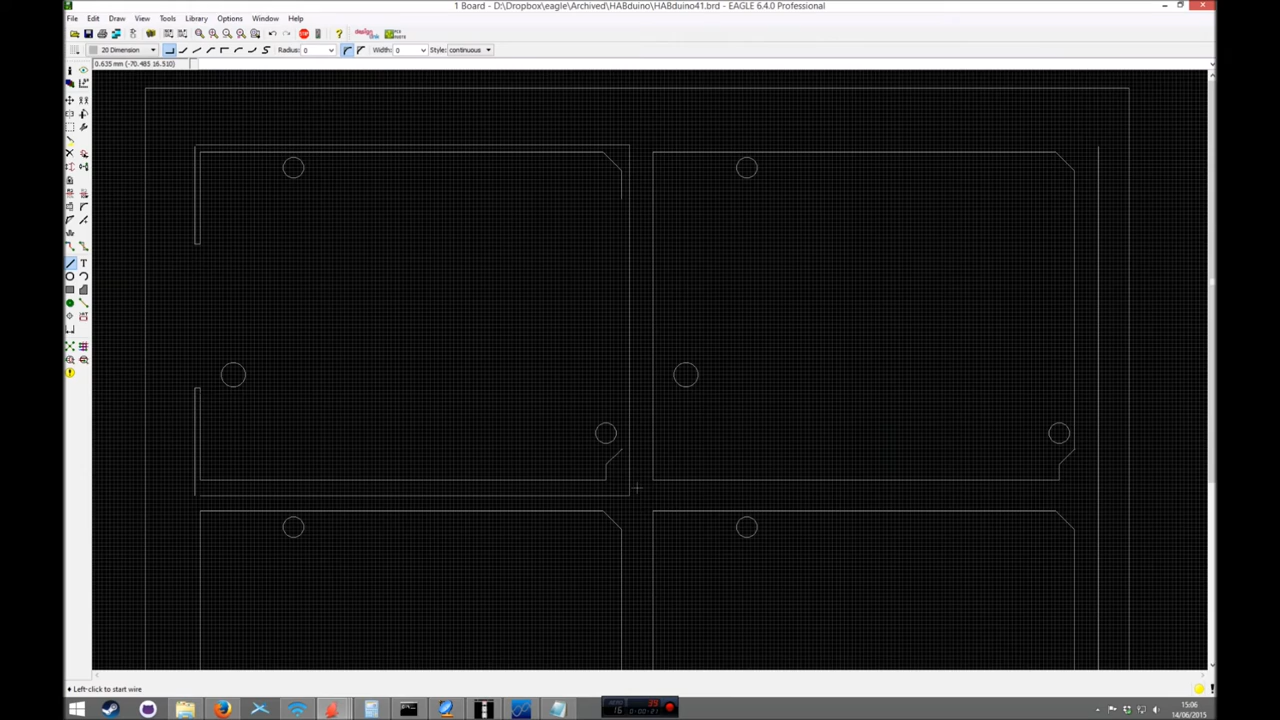 1 Board - D:\Dropbox\eagle\Archived\HABduino\HABduino41.brd - EAGLE 6.4.0 Professional
File Edit Draw View Tools Library Options Window Help
20 Dimension Radius: 0 Width: 0 Style: continuous
0.635 mm (-70.485 16.510)
Left-click to start wire
15:06
14/06/2015